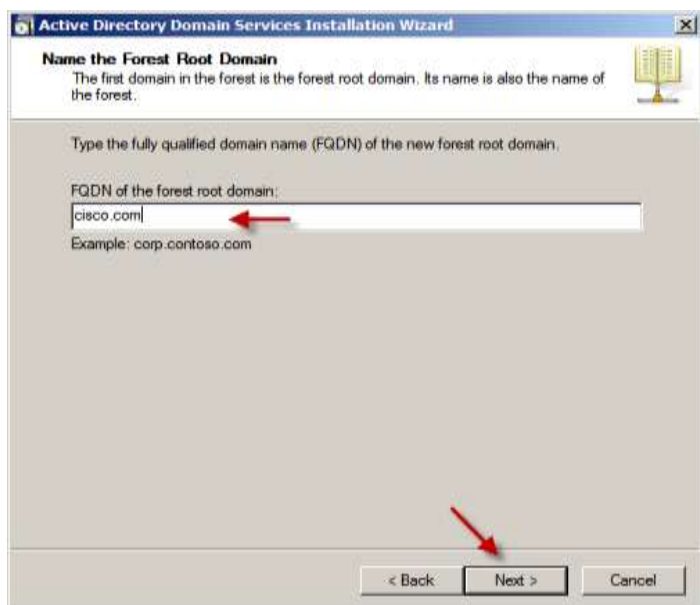 Active Directory Domain Services Installation Wizard
Name the Forest Root Domain
The first domain in the forest is the forest root domain. Its name is also the name of
the forest.
Type the fully qualified domain name (FQDN) of the new forest root domain.
FQDN of the forest root domain:
cisco.com
Example: corp.contoso.com
< Back
Next >
Cancel